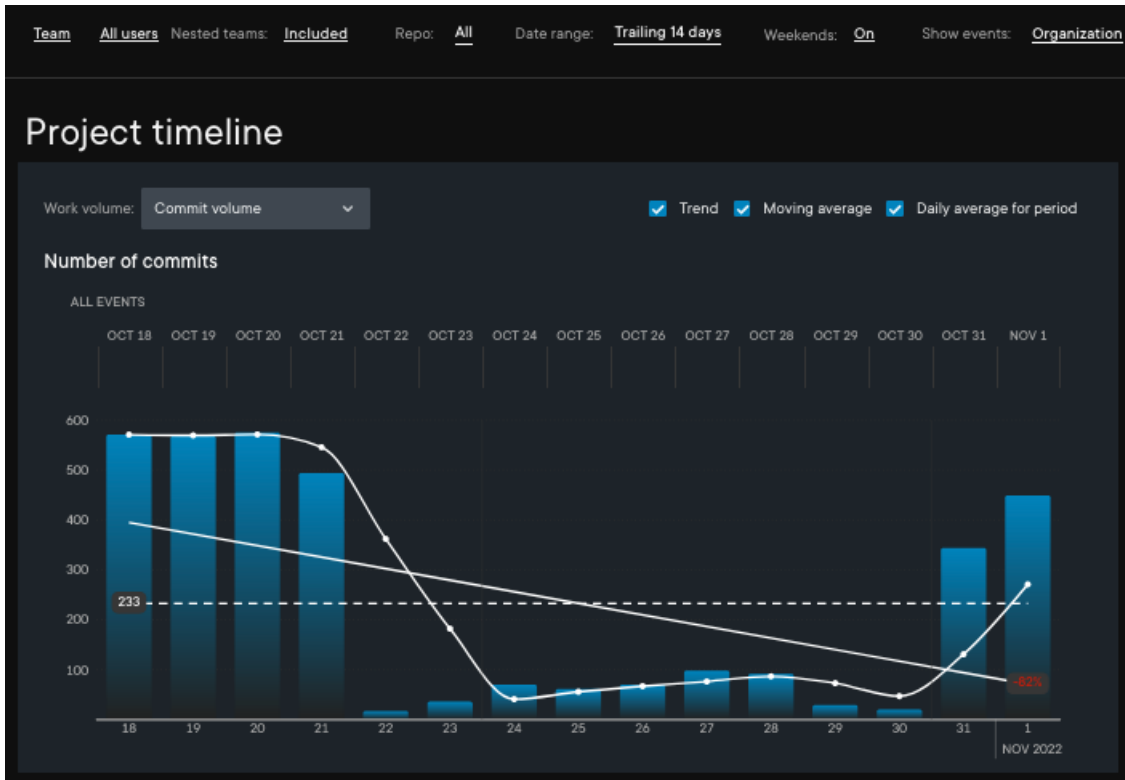 Team All users Nested teams: Included Repo: All Date range: Trailing 14 days Weekends: On Show events: Organization
Project timeline
Work volume: Commit volume Trend Moving average Daily average for period
Number of commits
ALL EVENTS
OCT 18 OCT 19 OCT 20 OCT 21 OCT 22 OCT 23 OCT 24 OCT 25 OCT 26 OCT 27 OCT 28 OCT 29 OCT 30 OCT 31 NOV 1
600
500
400
300
233
200
100
-82%
18 19 20 21 22 23 24 25 26 27 28 29 30 31 1
NOV 2022